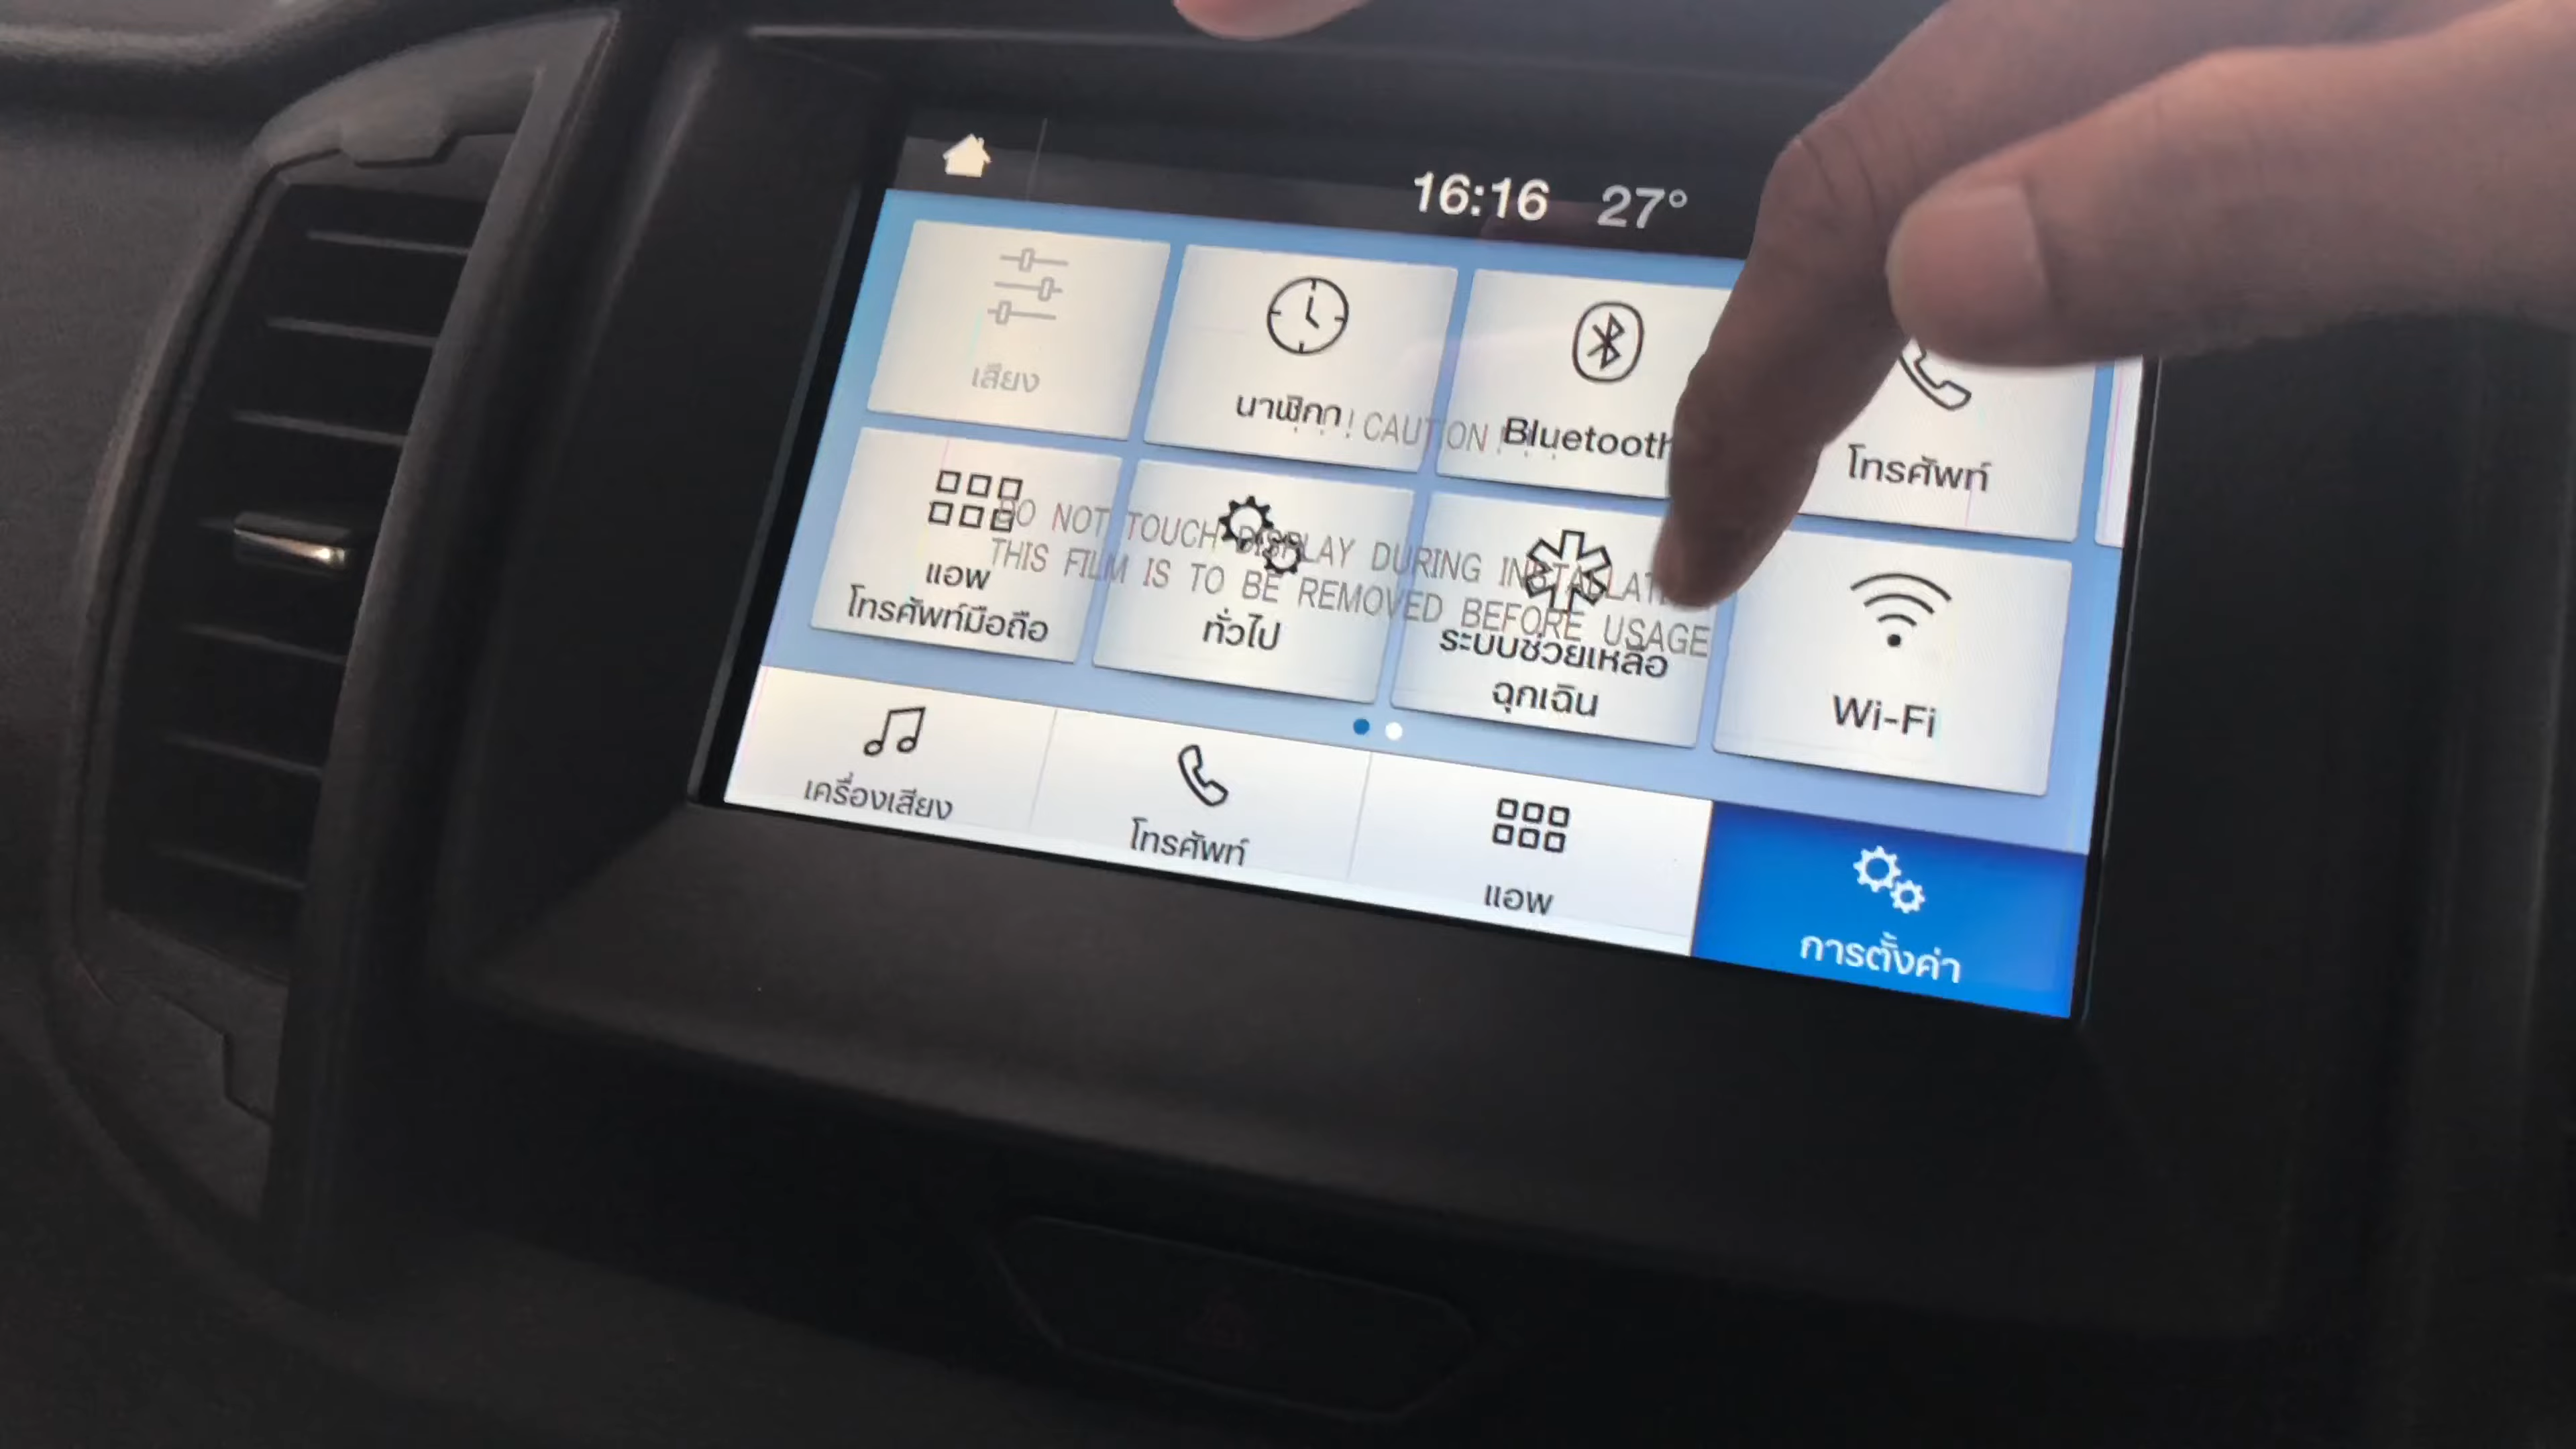 16:16 27°
เสียง
นาฬิกา
Bluetooth
โทรศัพท์
! CAUTION !
DO NOT TOUCH DISPLAY DURING
THIS FILM IS TO BE REMOVED BEFORE USAGE
แอพ
โทรศัพท์มือถือ
ทั่วไป
ระบบช่วยเหลือ
ฉุกเฉิน
Wi-Fi
เครื่องเสียง
โทรศัพท์
แอพ
การตั้งค่า